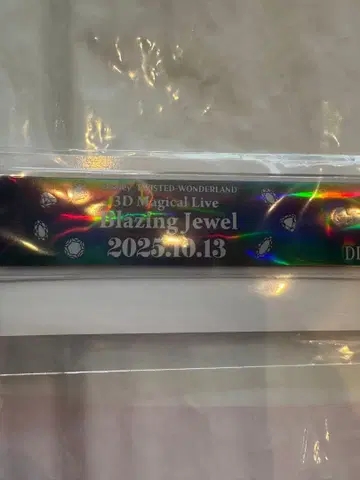 TWISTED-WONDERLAND
3D Magical Live
Blazing Jewel
2025.10.13